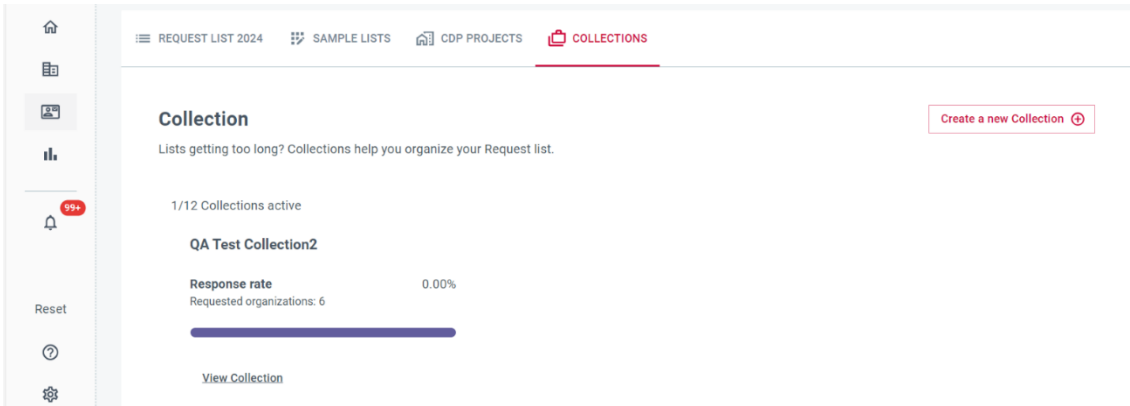 REQUEST LIST 2024
SAMPLE LISTS
CDP PROJECTS
COLLECTIONS
Collection
Create a new Collection
Lists getting too long? Collections help you organize your Request list.
99+
1/12 Collections active
QA Test Collection2
Response rate 0.00%
Requested organizations: 6
Reset
View Collection